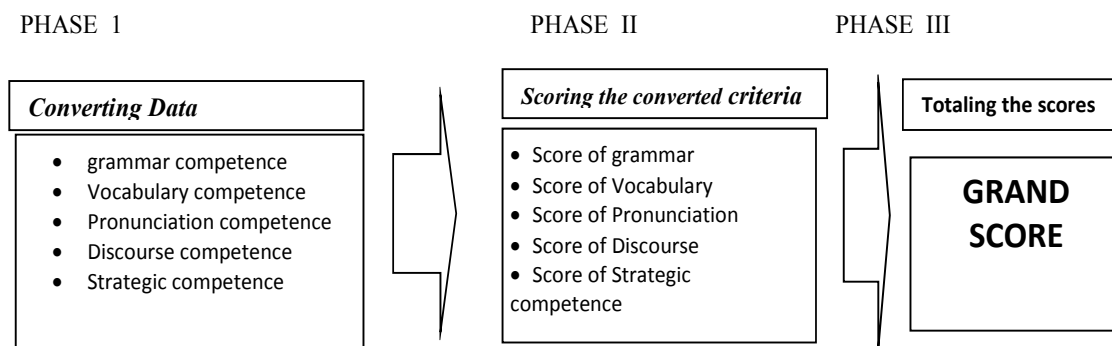 PHASE 1
PHASE II
PHASE III
Converting Data
• grammar competence
• Vocabulary competence
• Pronunciation competence
• Discourse competence
• Strategic competence
Scoring the converted criteria
• Score of grammar
• Score of Vocabulary
• Score of Pronunciation
• Score of Discourse
• Score of Strategic
competence
Totaling the scores
GRAND
SCORE